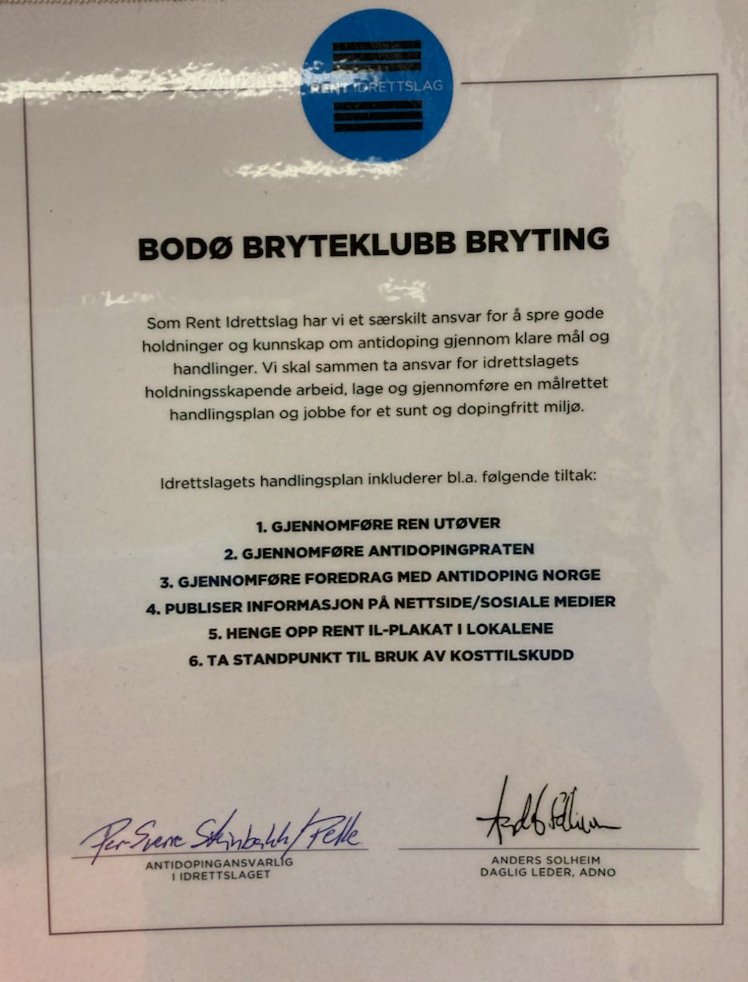 RENT IDRETTSLAG
BODØ BRYTEKLUBB BRYTING
Som Rent Idrettslag har vi et særskilt ansvar for å spre gode
holdninger og kunnskap om antidoping gjennom klare mål og
handlinger. Vi skal sammen ta ansvar for idrettslagets
holdningsskapende arbeid, lage og gjennomføre en målrettet
handlingsplan og jobbe for et sunt og dopingfritt miljø.
Idrettslagets handlingsplan inkluderer bl.a. følgende tiltak:
1. GJENNOMFØRE REN UTØVER
2. GJENNOMFØRE ANTIDOPINGPRATEN
3. GJENNOMFØRE FOREDRAG MED ANTIDOPING NORGE
4. PUBLISER INFORMASJON PÅ NETTSIDE/SOSIALE MEDIER
5. HENGE OPP RENT IL-PLAKAT I LOKALENE
6. TA STANDPUNKT TIL BRUK AV KOSTTILSKUDD
Per-Sverre
ANTIDOPINGANSVARLIG
I IDRETTSLAGET
ANDERS SOLHEIM
DAGLIG LEDER, ADNO